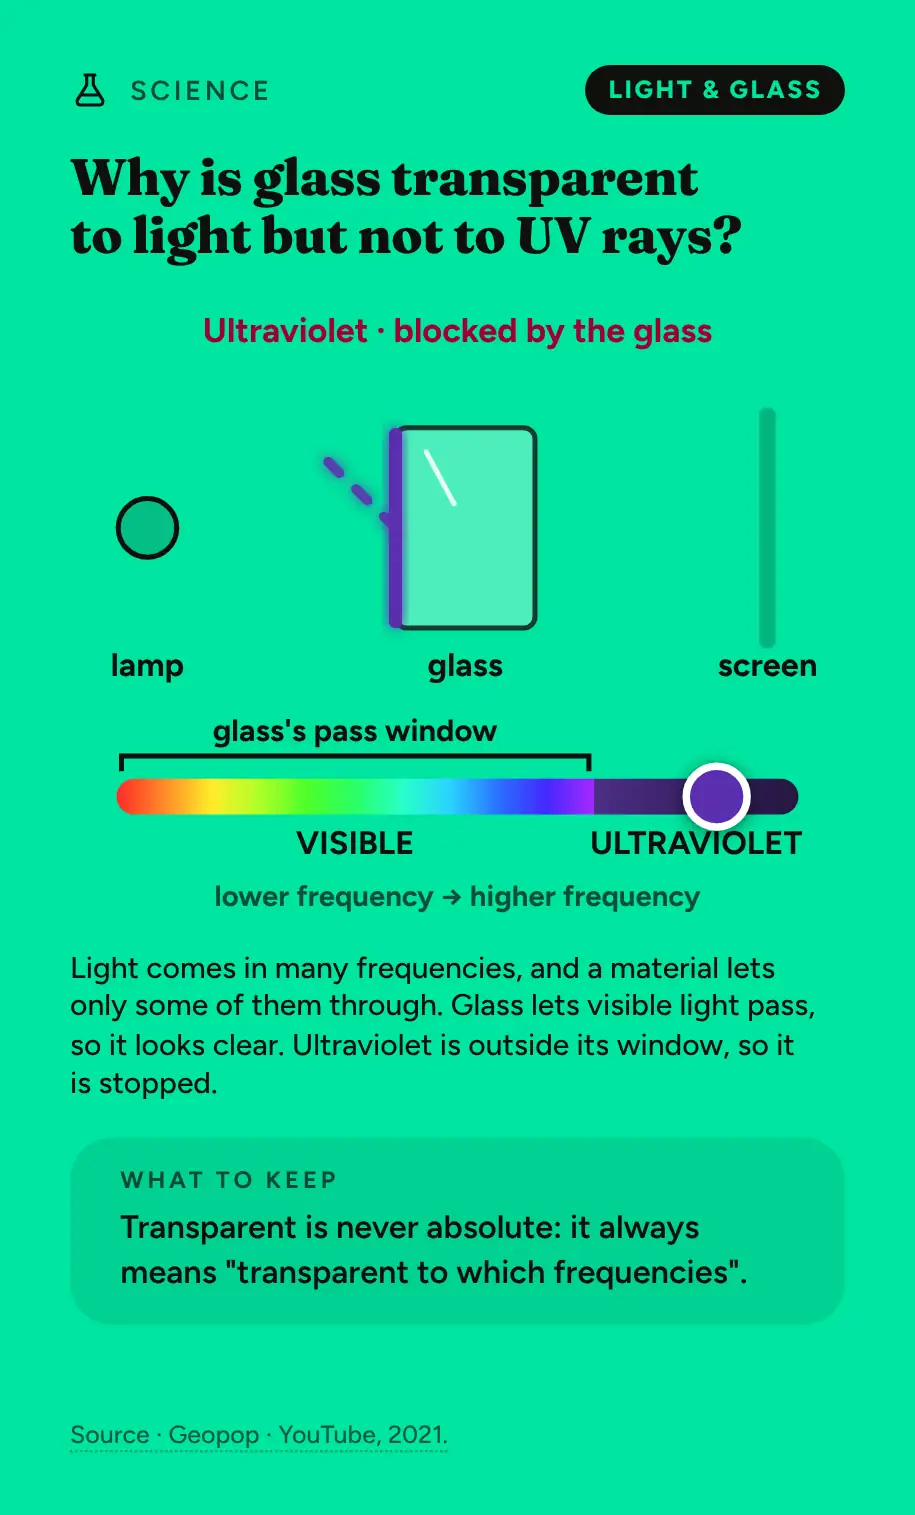 SCIENCE
LIGHT & GLASS
Why is glass transparent
to light but not to UV rays?
Ultraviolet · blocked by the glass
lamp
glass
screen
glass's pass window
VISIBLE
ULTRAVIOLET
lower frequency → higher frequency
Light comes in many frequencies, and a material lets
only some of them through. Glass lets visible light pass,
so it looks clear. Ultraviolet is outside its window, so it
is stopped.
WHAT TO KEEP
Transparent is never absolute: it always
means "transparent to which frequencies".
Source · Geopop · YouTube, 2021.